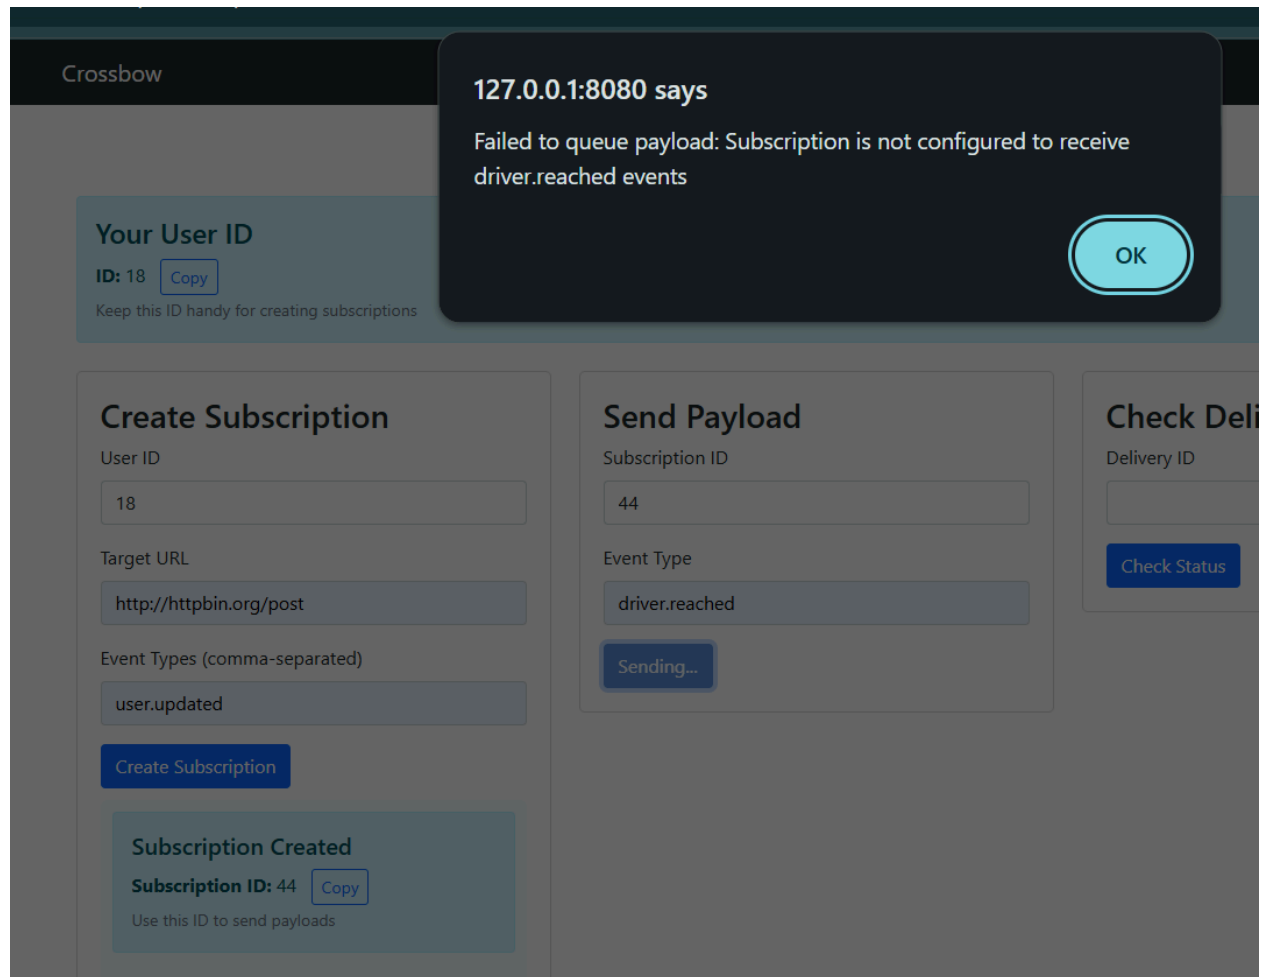 Crossbow
127.0.0.1:8080 says
Failed to queue payload: Subscription is not configured to receive
driver.reached events
OK
Your User ID
ID: 18 Copy
Keep this ID handy for creating subscriptions
Create Subscription
User ID
18
Target URL
http://httpbin.org/post
Event Types (comma-separated)
user.updated
Create Subscription
Subscription Created
Subscription ID: 44 Copy
Use this ID to send payloads
Send Payload
Subscription ID
44
Event Type
driver.reached
Sending...
Check Deli
Delivery ID
Check Status